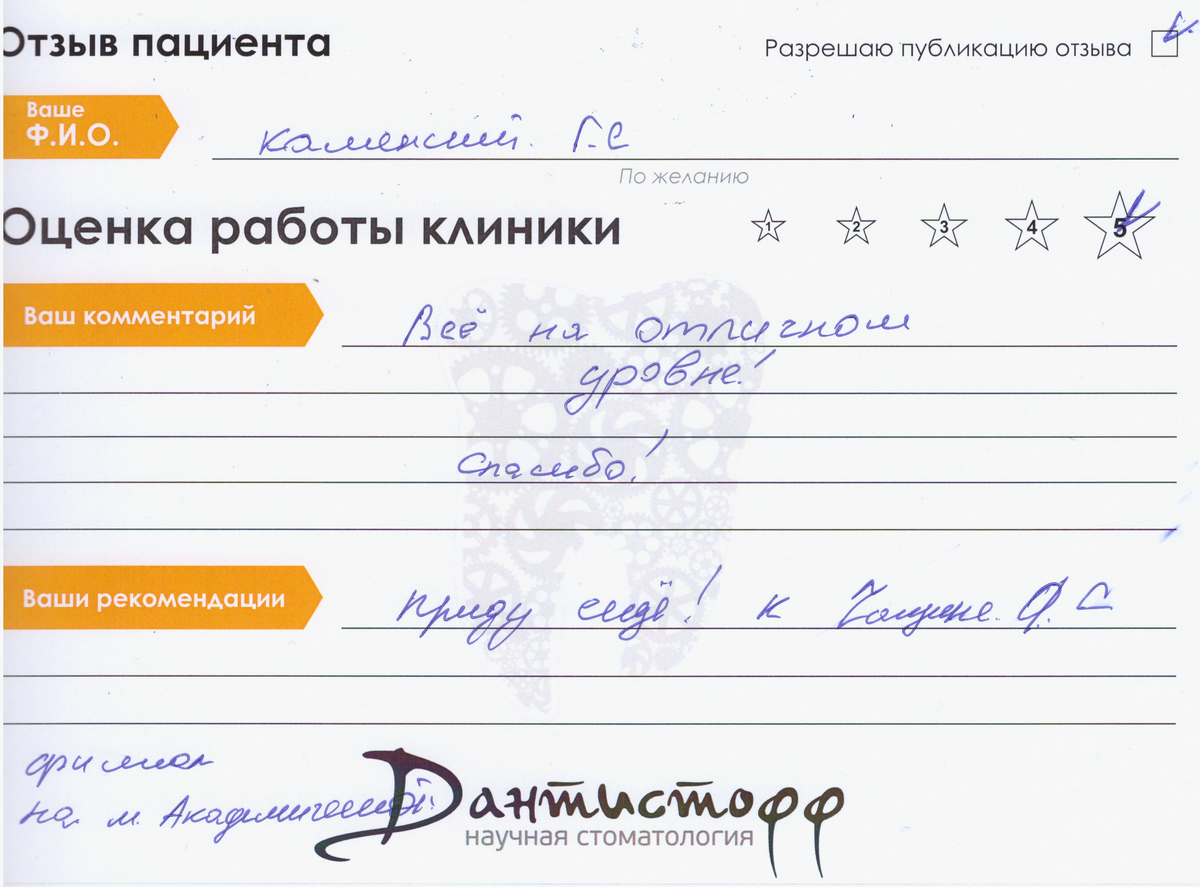 Отзыв пациента
Разрешаю публикацию отзыва
Ваше
Ф.И.О.
Каменский. Г.С
По желанию
Оценка работы клиники
1 2 3 4 5
Ваш комментарий
Всё на отличном
уровне!
Спасибо!
Ваши рекомендации
приду ещё! к
филиал
на м. Академической
Дантистофф
научная стоматология